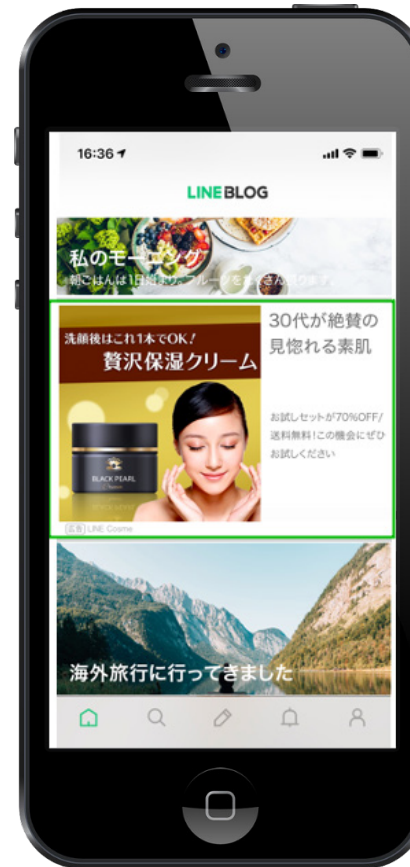 16:36
LINE BLOG
私のモーニング
洗顔後はこれ1本でOK!
贅沢保湿クリーム
BLACK PEARL
30代が絶賛の
見惚れる素肌
お試しセットが70%OFF/
送料無料!この機会にぜひ
お試しください
広告 LINE Cosme
海外旅行に行ってきました